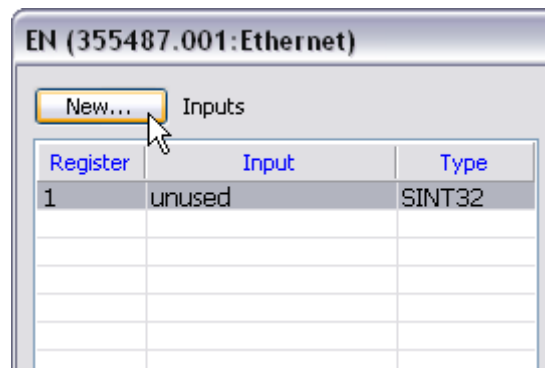 EN (355487.001:Ethernet)
New... Inputs
Register Input Type
1 unused SINT32